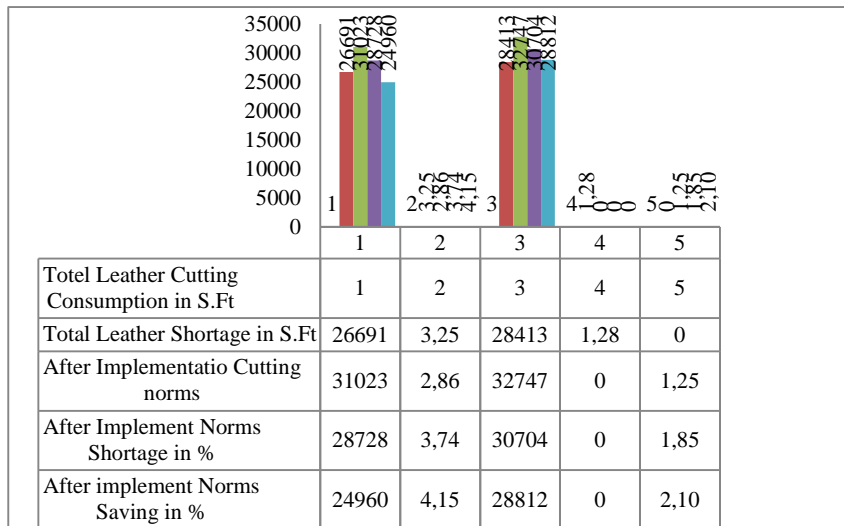 35000
30000
25000
20000
15000
10000
5000
0
1 26691 31023 28728 24960 2 3,25 2,86 3,74 4,15 3 28413 32747 30704 28812 4 1,28 0 0 0 5 0 1,25 1,85 2,10
1 2 3 4 5
Totel Leather Cutting
Consumption in S.Ft 1 2 3 4 5
Total Leather Shortage in S.Ft 26691 3,25 28413 1,28 0
After Implementatio Cutting
norms 31023 2,86 32747 0 1,25
After Implement Norms
Shortage in % 28728 3,74 30704 0 1,85
After implement Norms
Saving in % 24960 4,15 28812 0 2,10